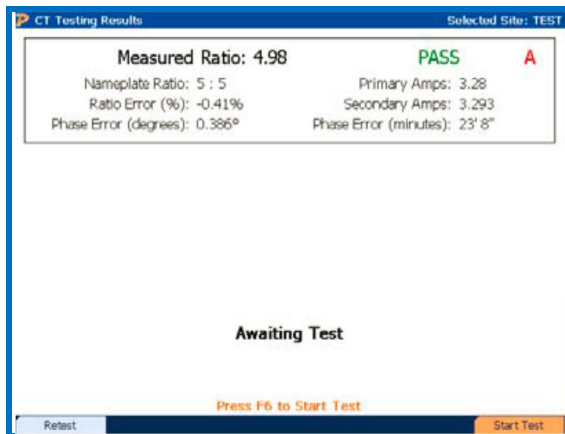 CT Testing Results Selected Site: TEST
Measured Ratio: 4.98 PASS A
Nameplate Ratio: 5 : 5 Primary Amps: 3.28
Ratio Error (%): -0.41% Secondary Amps: 3.293
Phase Error (degrees): 0.386º Phase Error (minutes): 23' 8"
Awaiting Test
Press F6 to Start Test
Retest Start Test